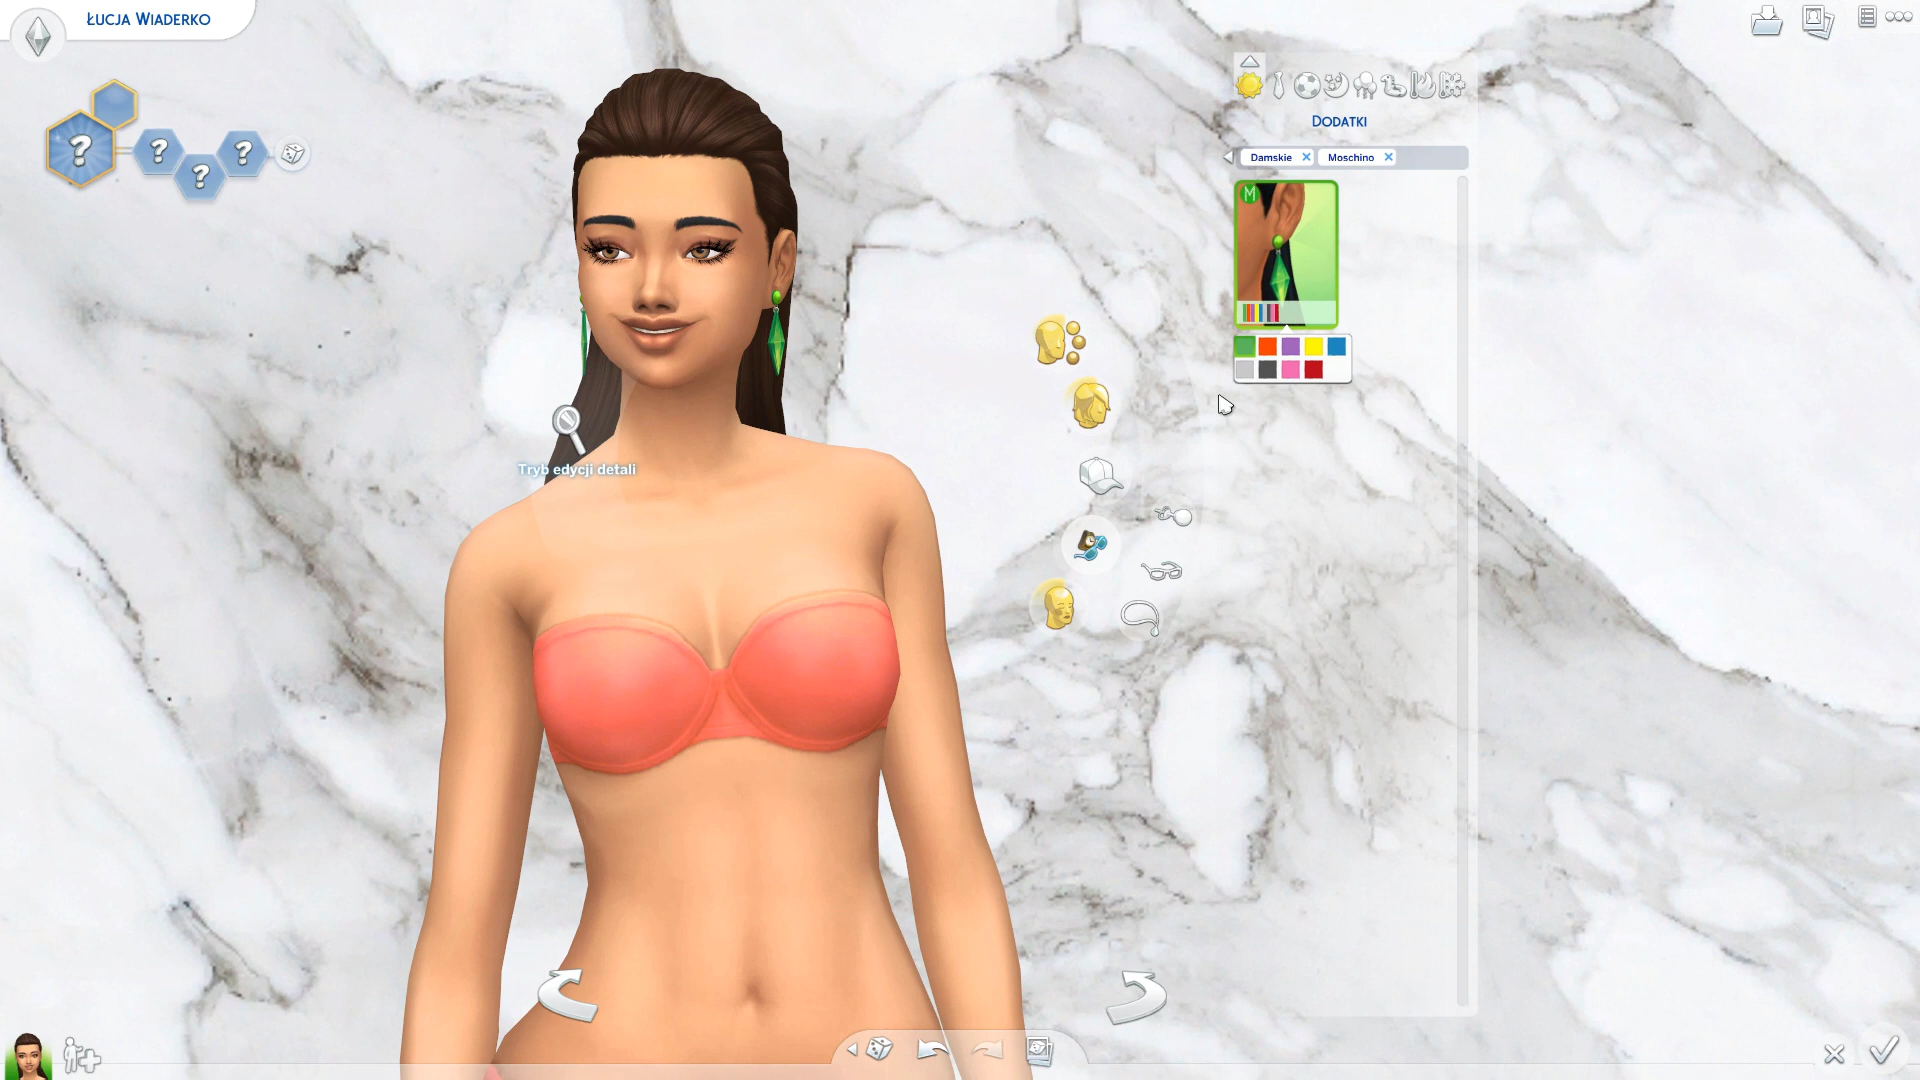 Łucja Wiaderko
Dodatki
Damskie
Moschino
M
Tryb edycji detali